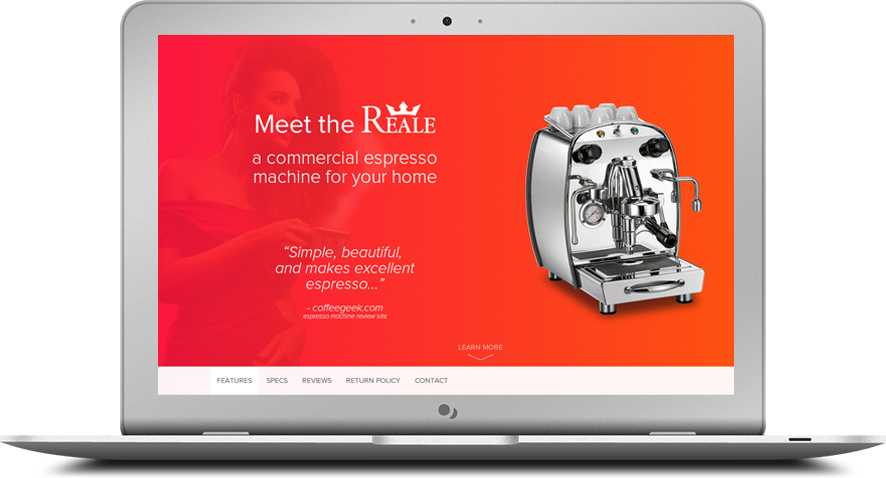 Meet the REALE
a commercial espresso
machine for your home
“Simple, beautiful,
and makes excellent
espresso...”
- coffeegeek.com
espresso machine review site
LEARN MORE
FEATURES SPECS REVIEWS RETURN POLICY CONTACT